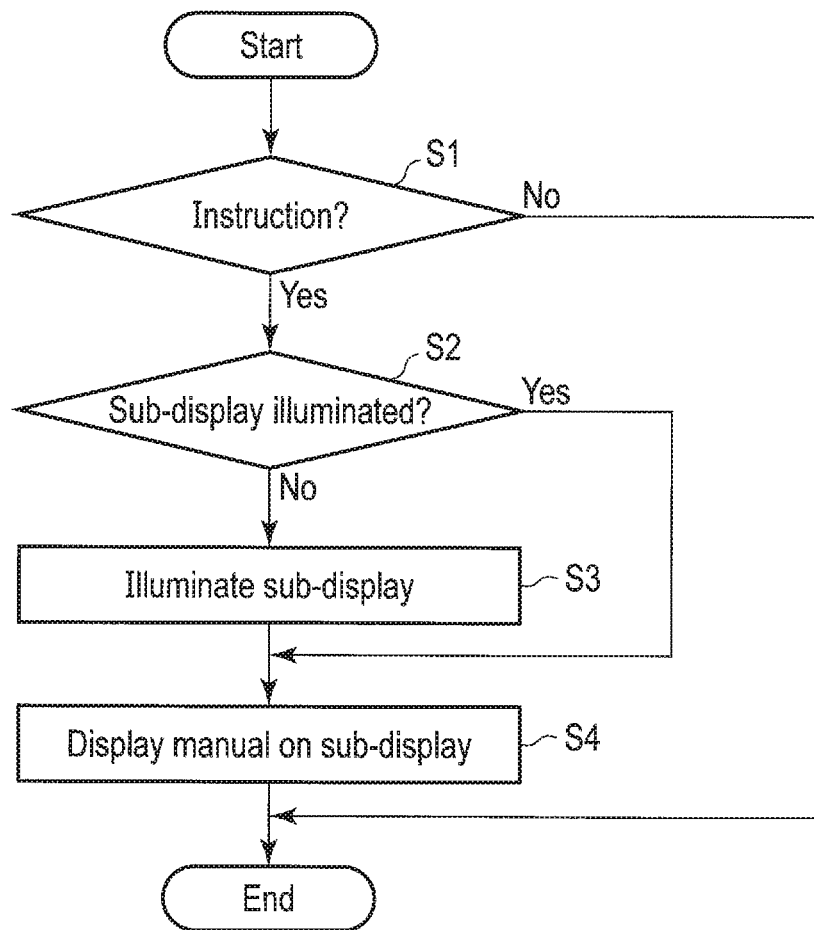 Start
S1
Instruction?
No
Yes
S2
Sub-display illuminated?
Yes
No
Illuminate sub-display
S3
Display manual on sub-display
S4
End